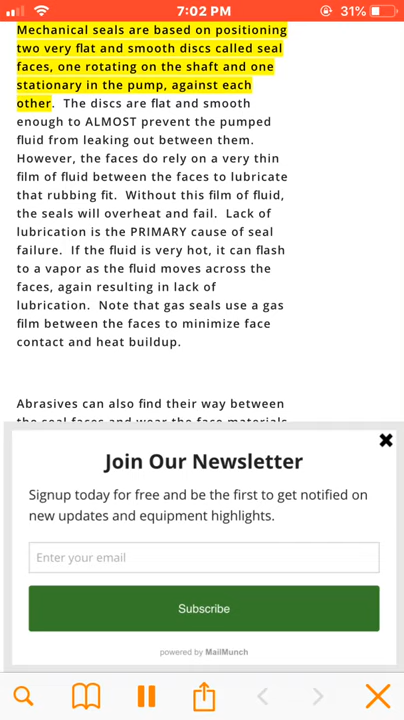 7:02 PM
31%
Mechanical seals are based on positioning
two very flat and smooth discs called seal
faces, one rotating on the shaft and one
stationary in the pump, against each
other. The discs are flat and smooth
enough to ALMOST prevent the pumped
fluid from leaking out between them.
However, the faces do rely on a very thin
film of fluid between the faces to lubricate
that rubbing fit. Without this film of fluid,
the seals will overheat and fail. Lack of
lubrication is the PRIMARY cause of seal
failure. If the fluid is very hot, it can flash
to a vapor as the fluid moves across the
faces, again resulting in lack of
lubrication. Note that gas seals use a gas
film between the faces to minimize face
contact and heat buildup.
Abrasives can also find their way between
the seal faces and wear the face materials
Join Our Newsletter
Signup today for free and be the first to get notified on
new updates and equipment highlights.
Enter your email
Subscribe
powered by MailMunch